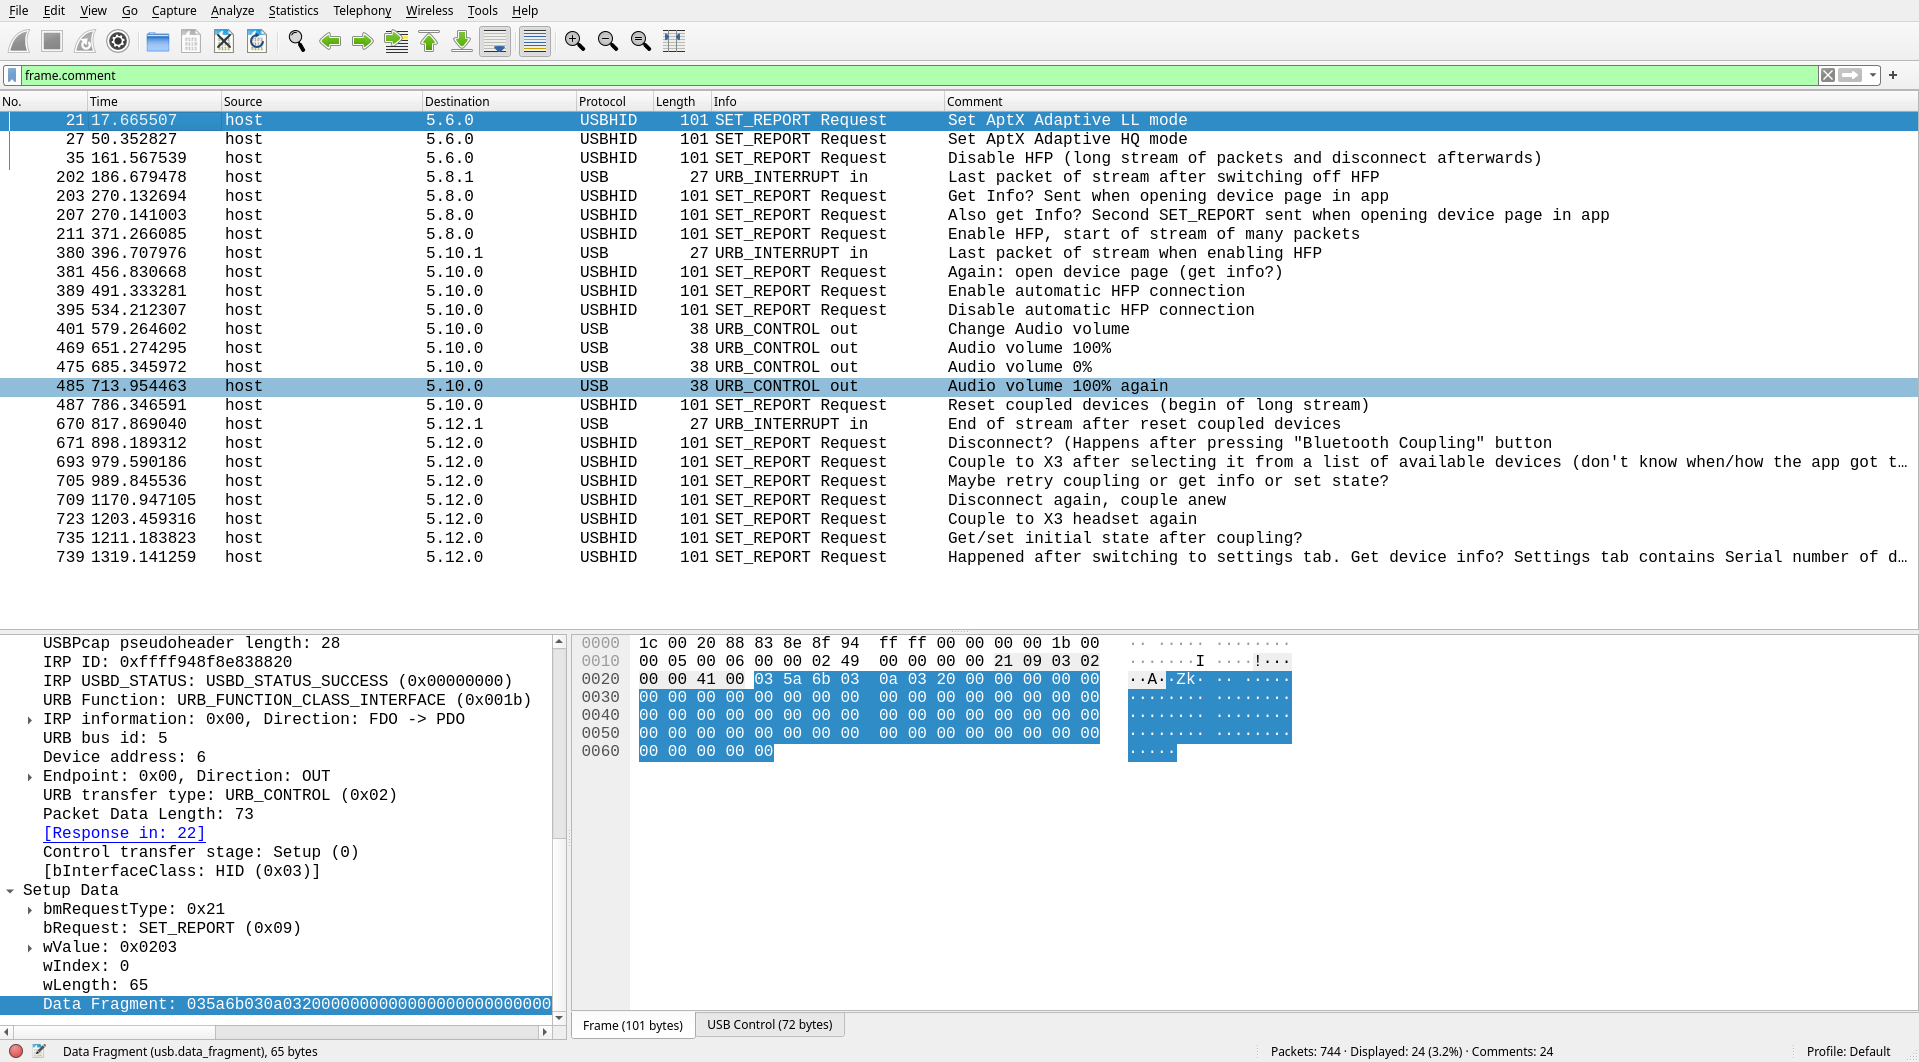 File Edit View Go Capture Analyze Statistics Telephony Wireless Tools Help
frame.comment
No. Time Source Destination Protocol Length Info Comment
21 17.665507 host 5.6.0 USBHID 101 SET_REPORT Request Set AptX Adaptive LL mode
27 50.352827 host 5.6.0 USBHID 101 SET_REPORT Request Set AptX Adaptive HQ mode
35 161.567539 host 5.6.0 USBHID 101 SET_REPORT Request Disable HFP (long stream of packets and disconnect afterwards)
202 186.679478 host 5.8.1 USB 27 URB_INTERRUPT in Last packet of stream after switching off HFP
203 270.132694 host 5.8.0 USBHID 101 SET_REPORT Request Get Info? Sent when opening device page in app
207 270.141003 host 5.8.0 USBHID 101 SET_REPORT Request Also get Info? Second SET_REPORT sent when opening device page in app
211 371.266085 host 5.8.0 USBHID 101 SET_REPORT Request Enable HFP, start of stream of many packets
380 396.707976 host 5.10.1 USB 27 URB_INTERRUPT in Last packet of stream when enabling HFP
381 456.830668 host 5.10.0 USBHID 101 SET_REPORT Request Again: open device page (get info?)
389 491.333281 host 5.10.0 USBHID 101 SET_REPORT Request Enable automatic HFP connection
395 534.212307 host 5.10.0 USBHID 101 SET_REPORT Request Disable automatic HFP connection
401 579.264602 host 5.10.0 USB 38 URB_CONTROL out Change Audio volume
469 651.274295 host 5.10.0 USB 38 URB_CONTROL out Audio volume 100%
475 685.345972 host 5.10.0 USB 38 URB_CONTROL out Audio volume 0%
485 713.954463 host 5.10.0 USB 38 URB_CONTROL out Audio volume 100% again
487 786.346591 host 5.10.0 USBHID 101 SET_REPORT Request Reset coupled devices (begin of long stream)
670 817.869040 host 5.12.1 USB 27 URB_INTERRUPT in End of stream after reset coupled devices
671 898.189312 host 5.12.0 USBHID 101 SET_REPORT Request Disconnect? (Happens after pressing "Bluetooth Coupling" button
693 979.590186 host 5.12.0 USBHID 101 SET_REPORT Request Couple to X3 after selecting it from a list of available devices (don't know when/how the app got t…
705 989.845536 host 5.12.0 USBHID 101 SET_REPORT Request Maybe retry coupling or get info or set state?
709 1170.947105 host 5.12.0 USBHID 101 SET_REPORT Request Disconnect again, couple anew
723 1203.459316 host 5.12.0 USBHID 101 SET_REPORT Request Couple to X3 headset again
735 1211.183823 host 5.12.0 USBHID 101 SET_REPORT Request Get/set initial state after coupling?
739 1319.141259 host 5.12.0 USBHID 101 SET_REPORT Request Happened after switching to settings tab. Get device info? Settings tab contains Serial number of d…
USBPcap pseudoheader length: 28
IRP ID: 0xffff948f8e838820
IRP USBD_STATUS: USBD_STATUS_SUCCESS (0x00000000)
URB Function: URB_FUNCTION_CLASS_INTERFACE (0x001b)
IRP information: 0x00, Direction: FDO -> PDO
URB bus id: 5
Device address: 6
Endpoint: 0x00, Direction: OUT
URB transfer type: URB_CONTROL (0x02)
Packet Data Length: 73
[Response in: 22]
Control transfer stage: Setup (0)
[bInterfaceClass: HID (0x03)]
Setup Data
bmRequestType: 0x21
bRequest: SET_REPORT (0x09)
wValue: 0x0203
wIndex: 0
wLength: 65
Data Fragment: 035a6b030a03200000000000000000000000000
0000 1c 00 20 88 83 8e 8f 94 ff ff 00 00 00 00 1b 00 ·· ····· ········
0010 00 05 00 06 00 00 02 49 00 00 00 00 21 09 03 02 ·······I ····!···
0020 00 00 41 00 03 5a 6b 03 0a 03 20 00 00 00 00 00 ··A··Zk· ·· ·····
0030 00 00 00 00 00 00 00 00 00 00 00 00 00 00 00 00 ········ ········
0040 00 00 00 00 00 00 00 00 00 00 00 00 00 00 00 00 ········ ········
0050 00 00 00 00 00 00 00 00 00 00 00 00 00 00 00 00 ········ ········
0060 00 00 00 00 00 ·····
Frame (101 bytes) USB Control (72 bytes)
Data Fragment (usb.data_fragment), 65 bytes Packets: 744 · Displayed: 24 (3.2%) · Comments: 24 Profile: Default